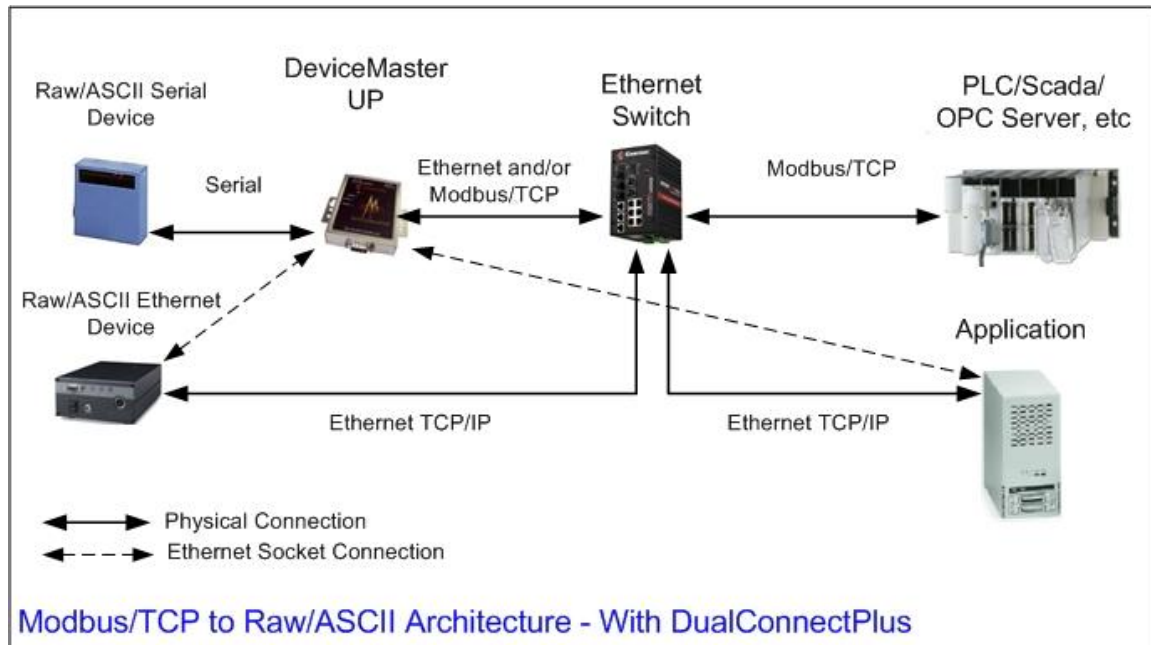 DeviceMaster
UP
Raw/ASCII Serial
Device
Ethernet
Switch
PLC/Scada/
OPC Server, etc
Serial
Ethernet and/or
Modbus/TCP
Modbus/TCP
Raw/ASCII Ethernet
Device
Application
Ethernet TCP/IP
Ethernet TCP/IP
Physical Connection
Ethernet Socket Connection
Modbus/TCP to Raw/ASCII Architecture - With DualConnectPlus